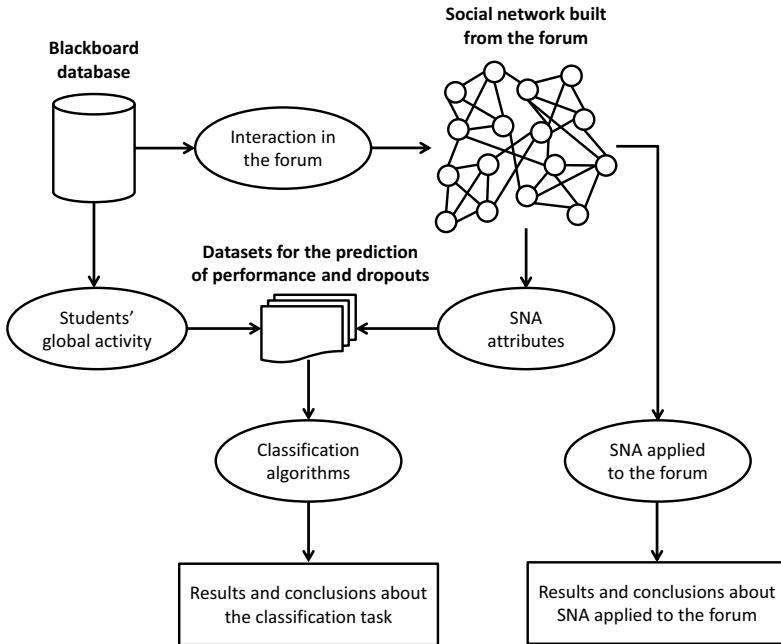 Social network built
from the forum
Blackboard
database
Interaction in
the forum
Datasets for the prediction
of performance and dropouts
Students’
global activity
SNA
attributes
Classification
algorithms
SNA applied
to the forum
Results and conclusions about
the classification task
Results and conclusions about
SNA applied to the forum